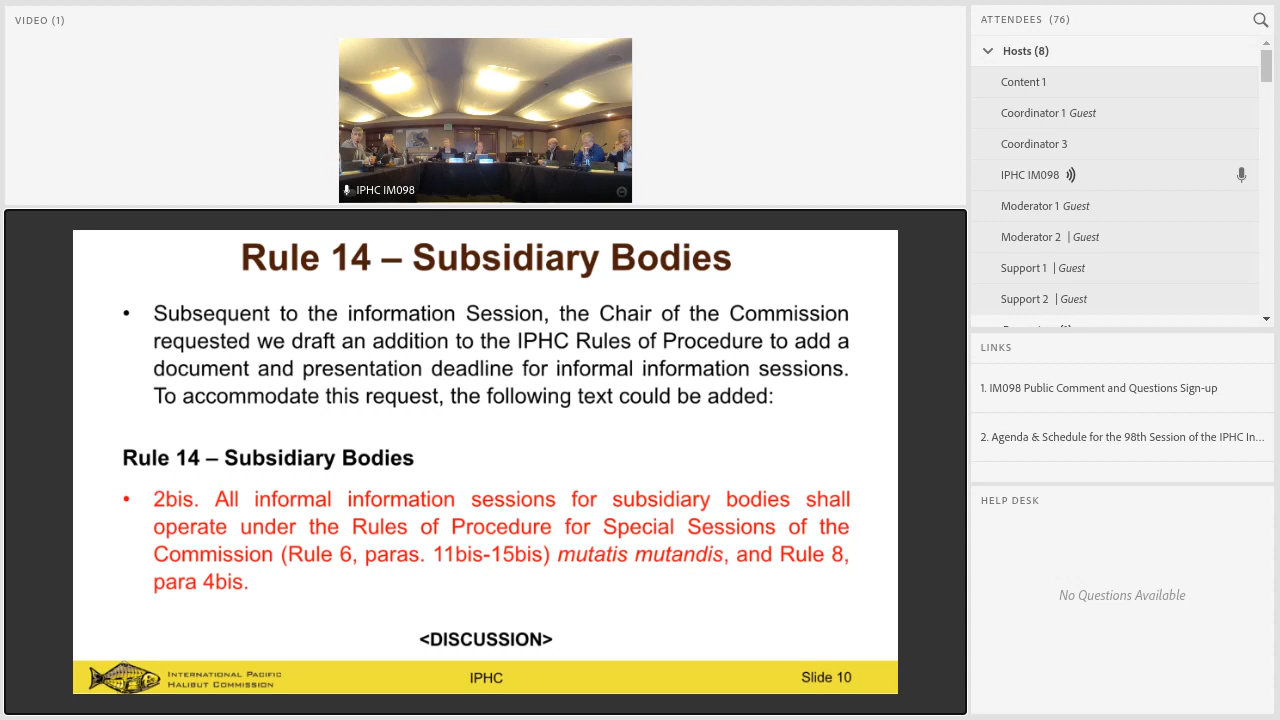 VIDEO (1)
IPHC IM098
Rule 14 – Subsidiary Bodies
• Subsequent to the information Session, the Chair of the Commission
requested we draft an addition to the IPHC Rules of Procedure to add a
document and presentation deadline for informal information sessions.
To accommodate this request, the following text could be added:
Rule 14 – Subsidiary Bodies
• 2bis. All informal information sessions for subsidiary bodies shall
operate under the Rules of Procedure for Special Sessions of the
Commission (Rule 6, paras. 11bis-15bis) mutatis mutandis, and Rule 8,
para 4bis.
<DISCUSSION>
INTERNATIONAL PACIFIC
HALIBUT COMMISSION
IPHC
Slide 10
ATTENDEES (76)
Hosts (8)
Content 1
Coordinator 1 Guest
Coordinator 3
IPHC IM098
Moderator 1 Guest
Moderator 2 | Guest
Support 1 | Guest
Support 2 | Guest
LINKS
1. IM098 Public Comment and Questions Sign-up
2. Agenda & Schedule for the 98th Session of the IPHC In...
HELP DESK
No Questions Available